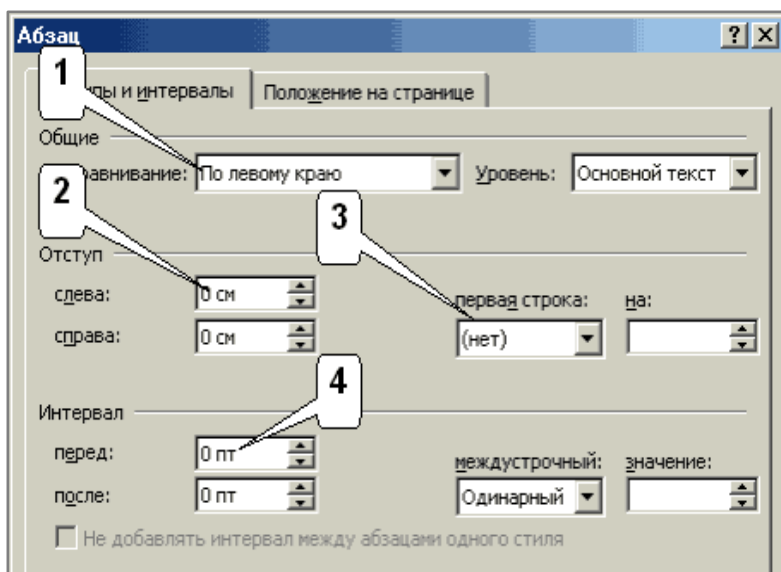 Абзац
1
и интервалы
Положение на странице
Общие
По левому краю
Уровень:
Основной текст
2
3
Отступ
слева:
0 см
первая строка:
на:
справа:
0 см
(нет)
4
Интервал
перед:
0 пт
междустрочный:
значение:
после:
0 пт
Одинарный
Не добавлять интервал между абзацами одного стиля